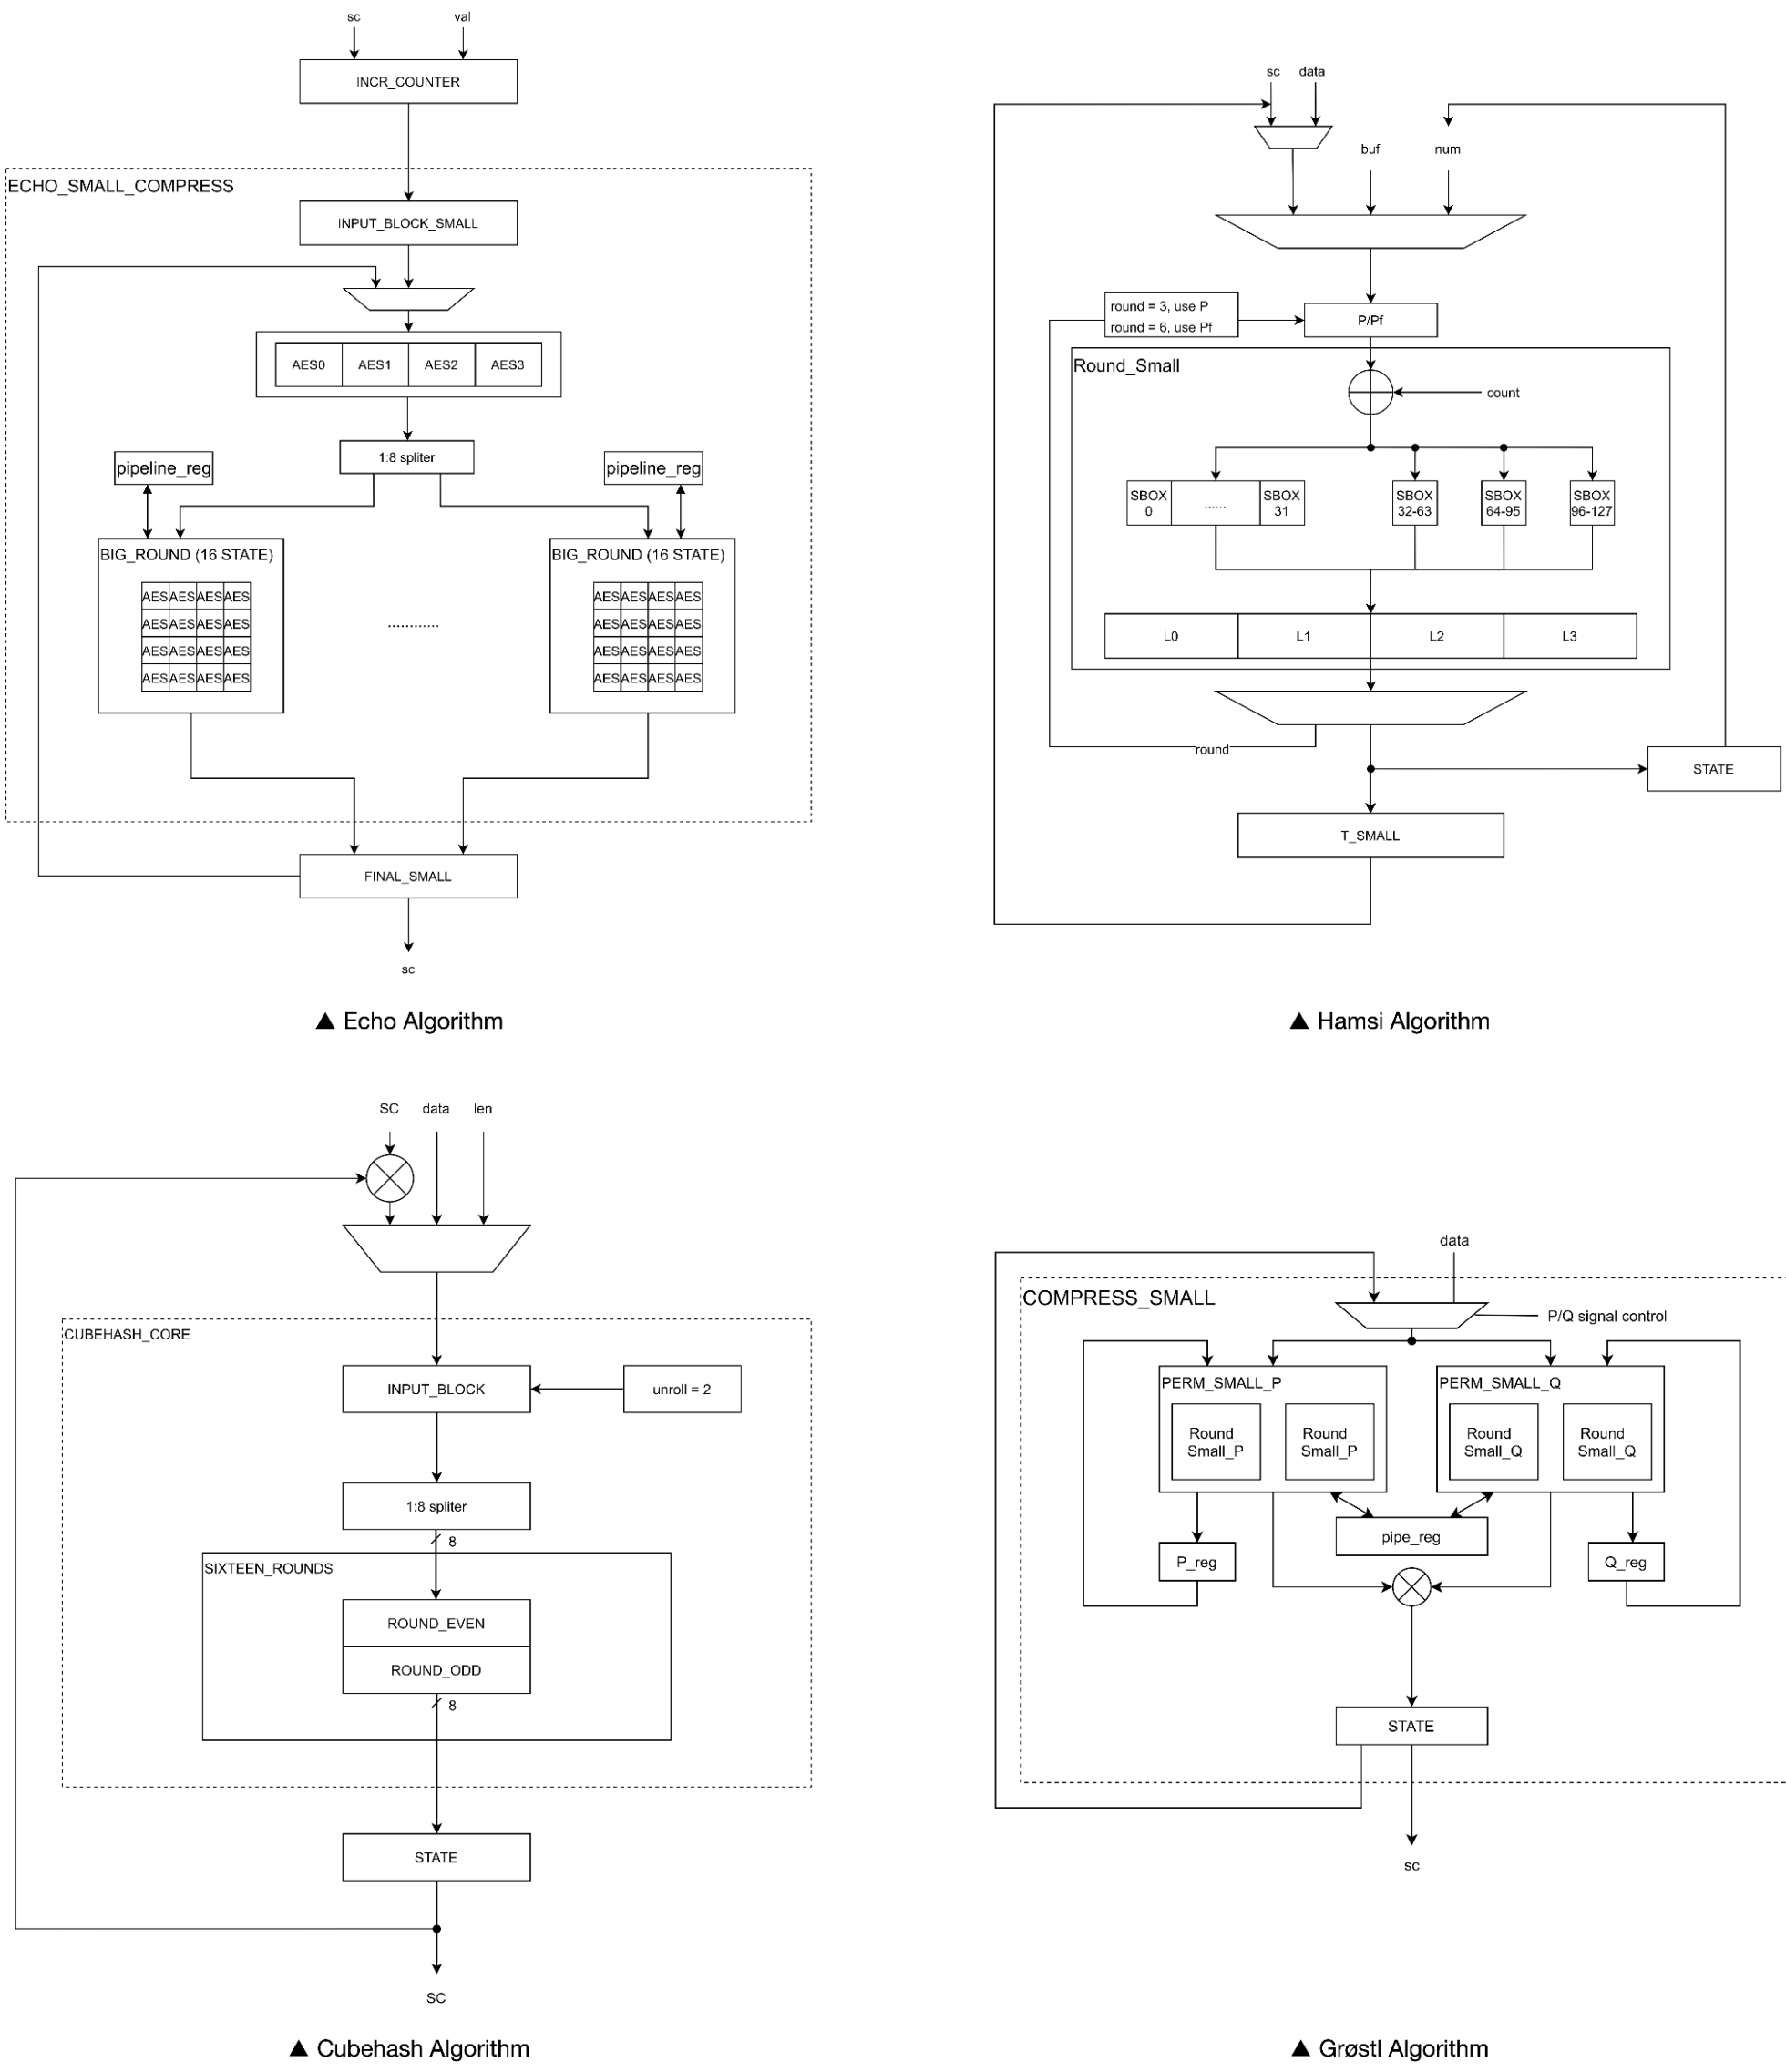 sc val
INCR_COUNTER
ECHO_SMALL_COMPRESS
INPUT_BLOCK_SMALL
AES0 AES1 AES2 AES3
1:8 spliter
pipeline_reg pipeline_reg
BIG_ROUND (16 STATE) BIG_ROUND (16 STATE)
AES AES AES AES AES AES AES AES
AES AES AES AES ............ AES AES AES AES
AES AES AES AES AES AES AES AES
AES AES AES AES AES AES AES AES
FINAL_SMALL
sc
▲ Echo Algorithm
sc data
buf num
round = 3, use P
round = 6, use Pf
P/Pf
Round_Small
count
SBOX 0 ...... SBOX 31 SBOX 32-63 SBOX 64-95 SBOX 96-127
L0 L1 L2 L3
round
STATE
T_SMALL
▲ Hamsi Algorithm
SC data len
CUBEHASH_CORE
INPUT_BLOCK unroll = 2
1:8 spliter
8
SIXTEEN_ROUNDS
ROUND_EVEN
ROUND_ODD
8
STATE
SC
▲ Cubehash Algorithm
data
COMPRESS_SMALL
P/Q signal control
PERM_SMALL_P PERM_SMALL_Q
Round_ Round_ Round_ Round_
Small_P Small_P Small_Q Small_Q
pipe_reg
P_reg Q_reg
STATE
sc
▲ Grøstl Algorithm